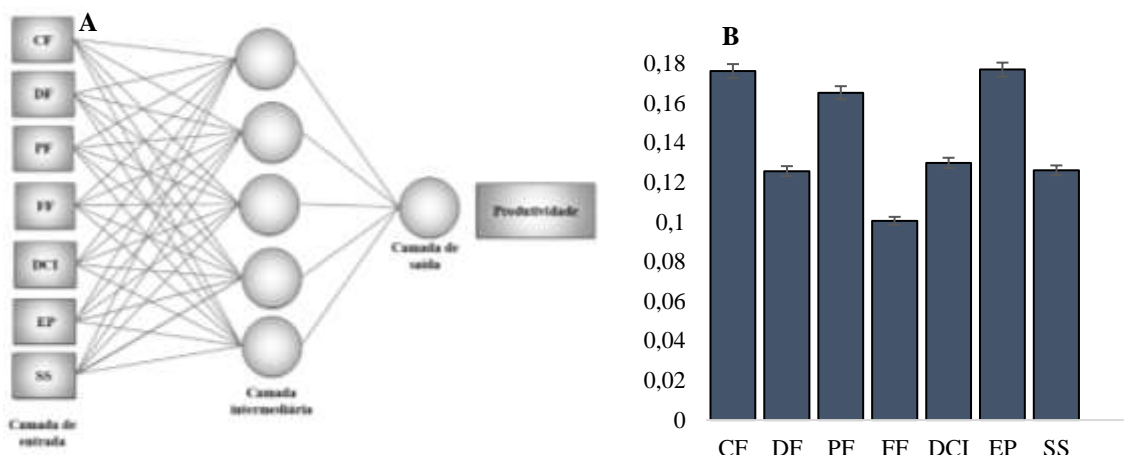 A
CF
DF
PF
FF
DCI
EP
SS
Camada de
entrada
Camada
intermediária
Camada de
saída
Produtividade
B
0,18
0,16
0,14
0,12
0,1
0,08
0,06
0,04
0,02
0
CF DF PF FF DCI EP SS